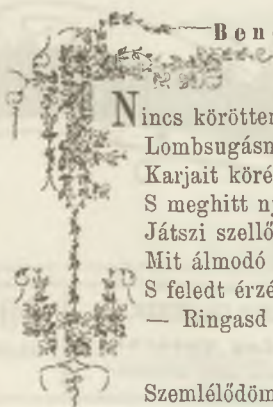 Ben
Nincs körötten
Lombsugásn
Karjait köré
S meghitt n
Játszi szellő
Mit álmodó
S feledt érzé
— Ringasd
Szemlélődöm